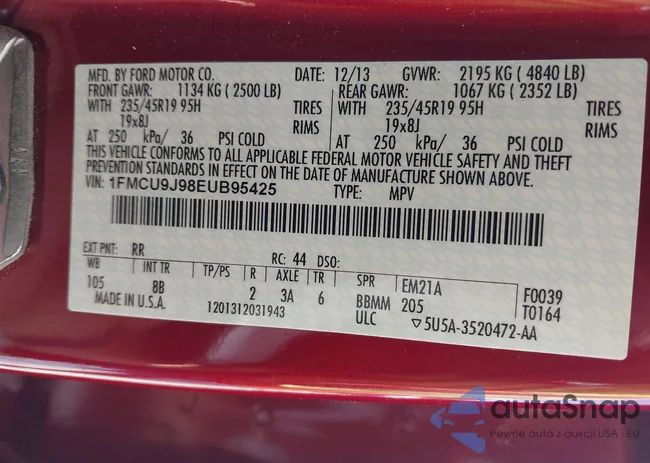 MFD. BY FORD MOTOR CO. DATE: 12/13 GVWR: 2195 KG ( 4840 LB)
FRONT GAWR: 1134 KG ( 2500 LB) REAR GAWR: 1067 KG ( 2352 LB)
WITH 235/45R19 95H TIRES WITH 235/45R19 95H TIRES
19x8J RIMS 19x8J RIMS
AT 250 kPa/ 36 PSI COLD AT 250 kPa/ 36 PSI COLD
THIS VEHICLE CONFORMS TO ALL APPLICABLE FEDERAL MOTOR VEHICLE SAFETY AND THEFT
PREVENTION STANDARDS IN EFFECT ON THE DATE OF MANUFACTURE SHOWN ABOVE.
VIN: 1FMCU9J98EUB95425 TYPE: MPV
EXT PNT: RR RC: 44 DSO:
WB INT TR TP/PS R AXLE TR SPR EM21A F0039
105 8B 2 3A 6 BBMM 205 T0164
MADE IN U.S.A. 1201312031943 ULC ▽5U5A-3520472-AA
autoSnap
Pewne auta z aukcji USA i EU